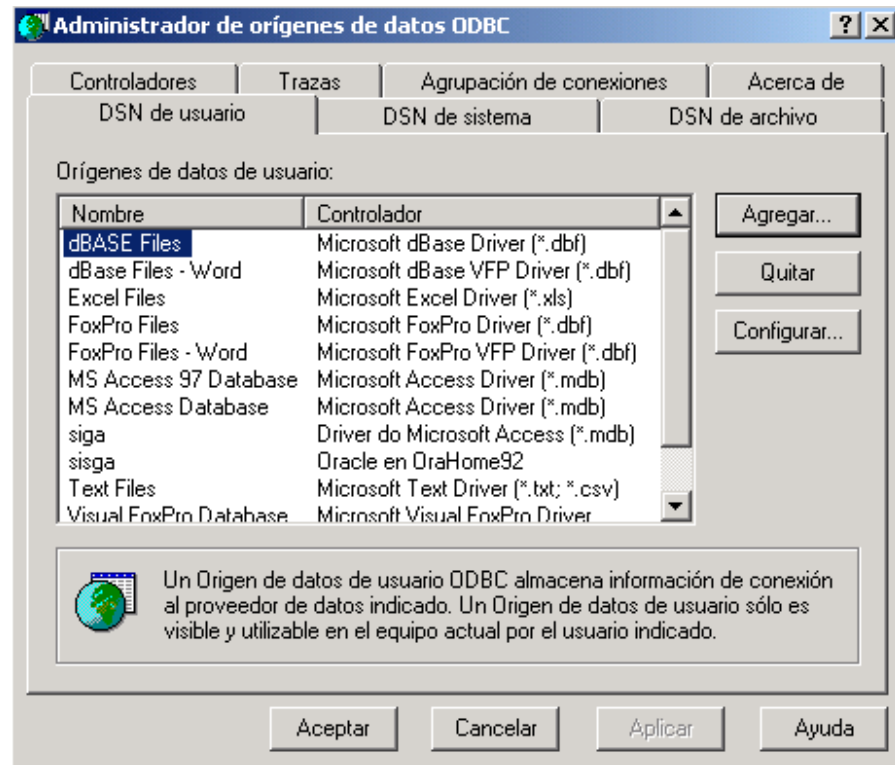 Administrador de orígenes de datos ODBC
Controladores Trazas Agrupación de conexiones Acerca de
DSN de usuario DSN de sistema DSN de archivo
Orígenes de datos de usuario:
Nombre Controlador
dBASE Files Microsoft dBase Driver (*.dbf)
dBase Files - Word Microsoft dBase VFP Driver (*.dbf)
Excel Files Microsoft Excel Driver (*.xls)
FoxPro Files Microsoft FoxPro Driver (*.dbf)
FoxPro Files - Word Microsoft FoxPro VFP Driver (*.dbf)
MS Access 97 Database Microsoft Access Driver (*.mdb)
MS Access Database Microsoft Access Driver (*.mdb)
siga Driver do Microsoft Access (*.mdb)
sisga Oracle en OraHome92
Text Files Microsoft Text Driver (*.txt; *.csv)
Visual FoxPro Database Microsoft Visual FoxPro Driver
Agregar...
Quitar
Configurar...
Un Origen de datos de usuario ODBC almacena información de conexión
al proveedor de datos indicado. Un Origen de datos de usuario sólo es
visible y utilizable en el equipo actual por el usuario indicado.
Aceptar Cancelar Aplicar Ayuda